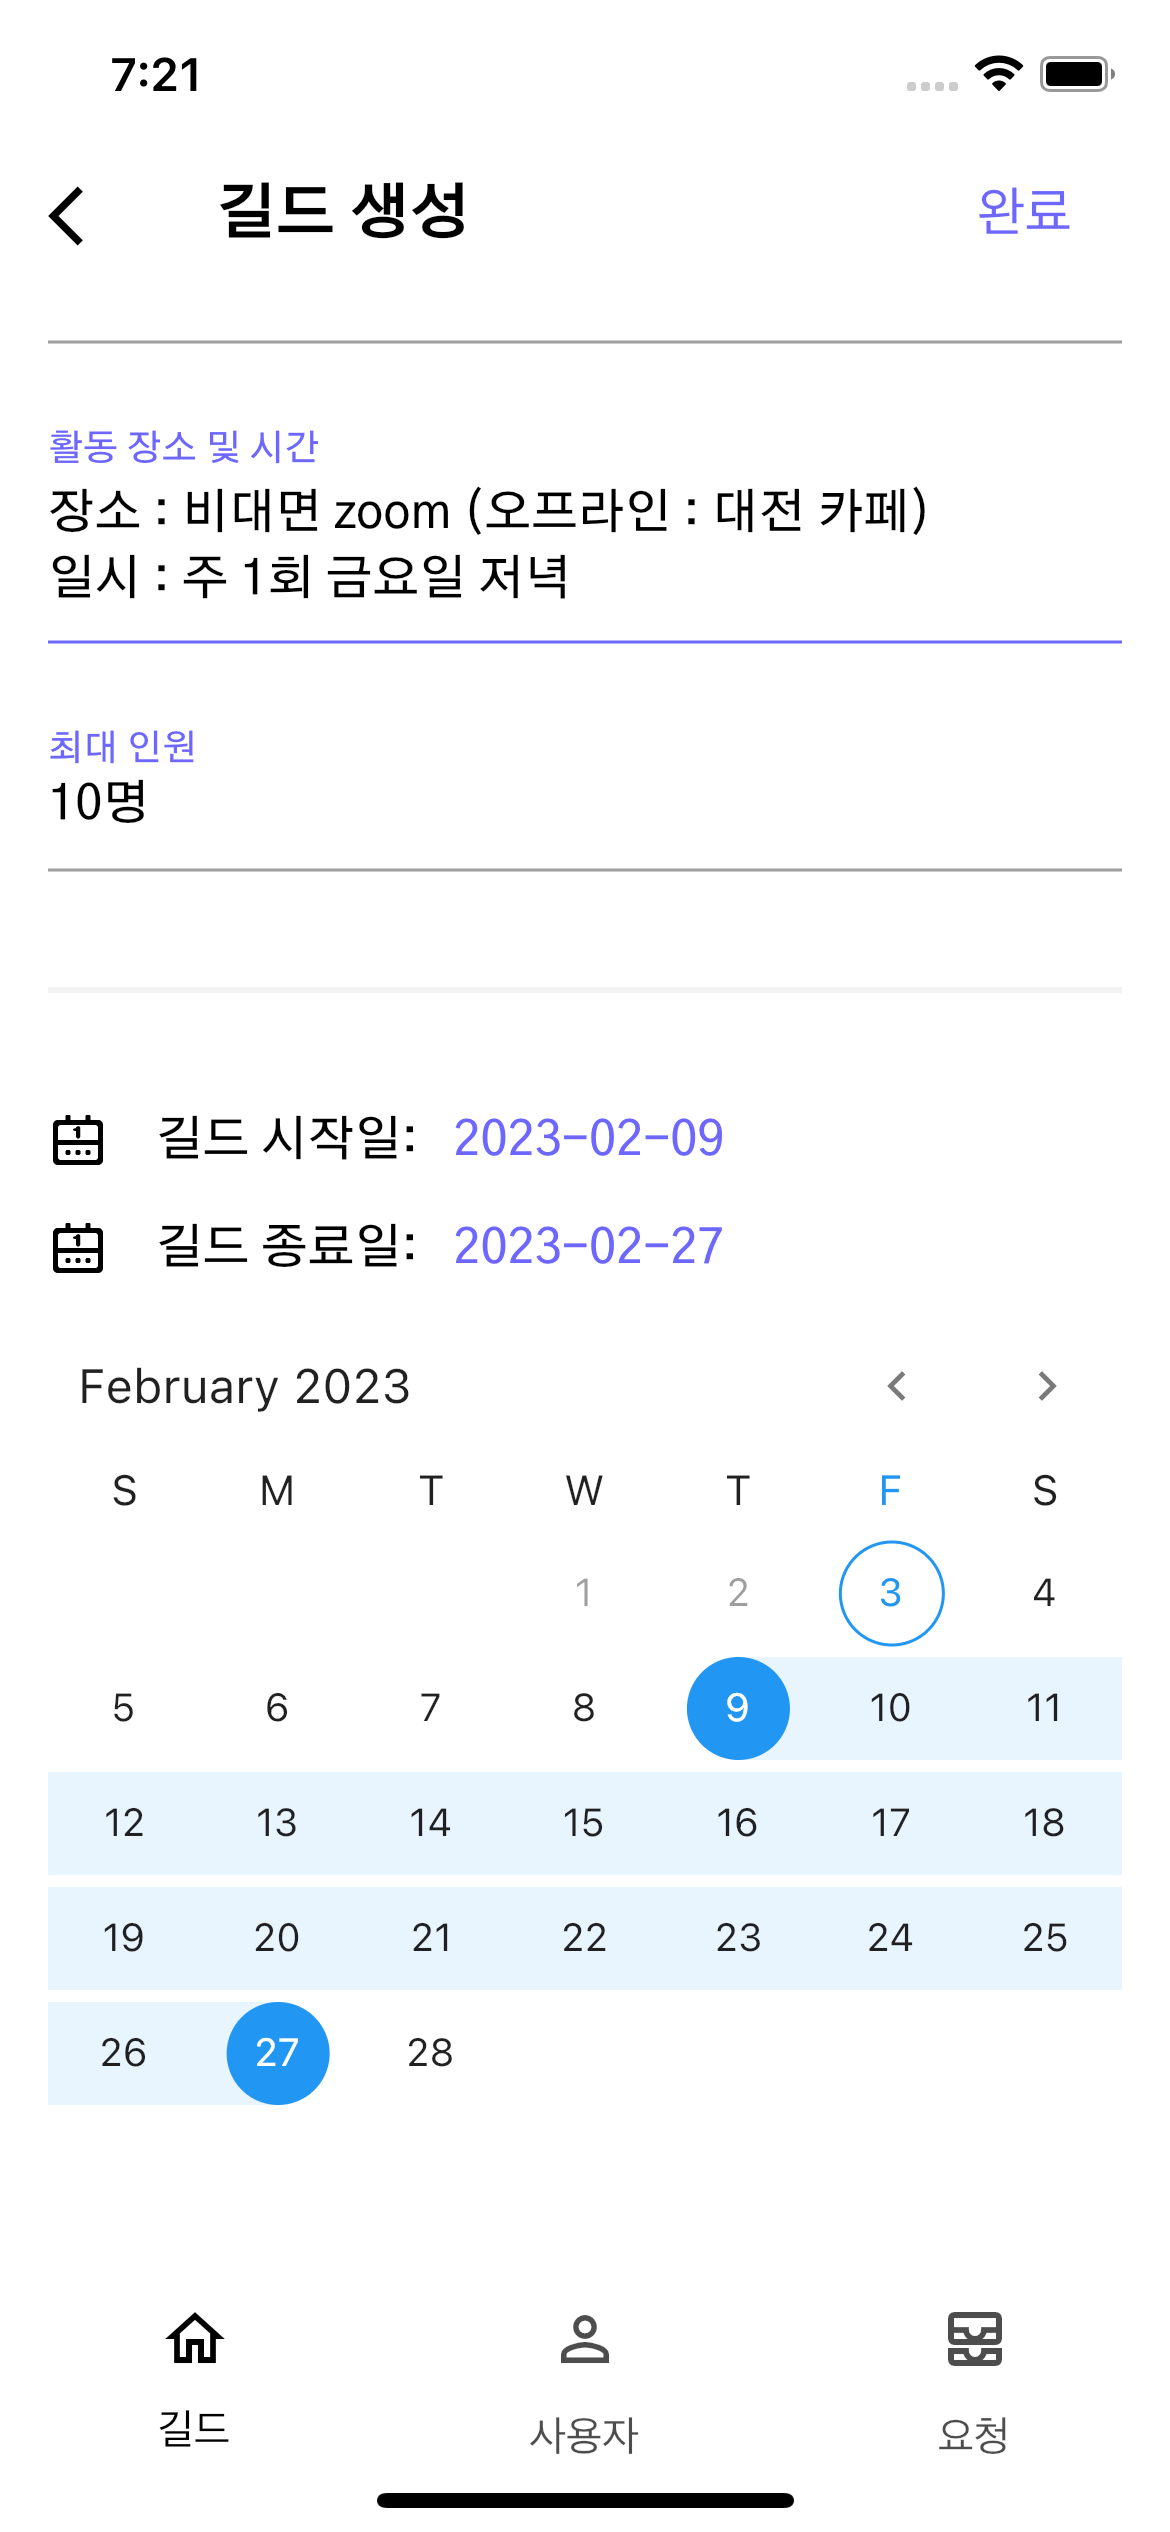 7:21
길드 생성
완료
활동 장소 및 시간
장소 : 비대면 zoom (오프라인 : 대전 카페)
일시 : 주 1회 금요일 저녁
최대 인원
10명
길드 시작일: 2023-02-09
길드 종료일: 2023-02-27
February 2023
S M T W T F S
1 2 3 4
5 6 7 8 9 10 11
12 13 14 15 16 17 18
19 20 21 22 23 24 25
26 27 28
길드 사용자 요청